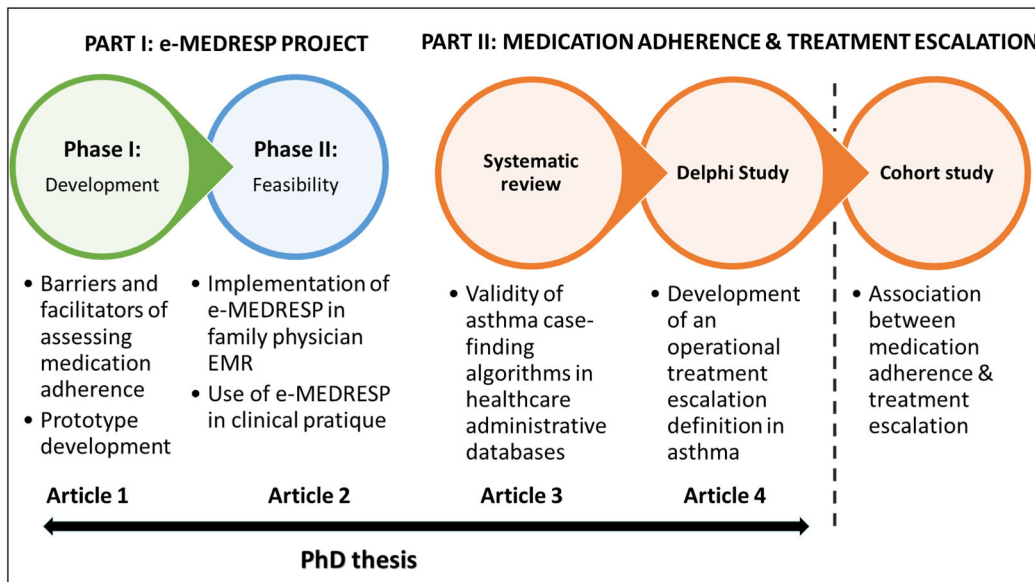 PART I: e-MEDRESP PROJECT
Phase I:
Development
Phase II:
Feasibility
• Barriers and
facilitators of
assessing
medication
adherence
• Prototype
development
• Implementation of
e-MEDRESP in
family physician
EMR
• Use of e-MEDRESP
in clinical pratique
PART II: MEDICATION ADHERENCE & TREATMENT ESCALATION
Systematic
review
Delphi Study
Cohort study
• Validity of
asthma case-
finding
algorithms in
healthcare
administrative
databases
• Development
of an
operational
treatment
escalation
definition in
asthma
• Association
between
medication
adherence &
treatment
escalation
Article 1
Article 2
Article 3
Article 4
PhD thesis